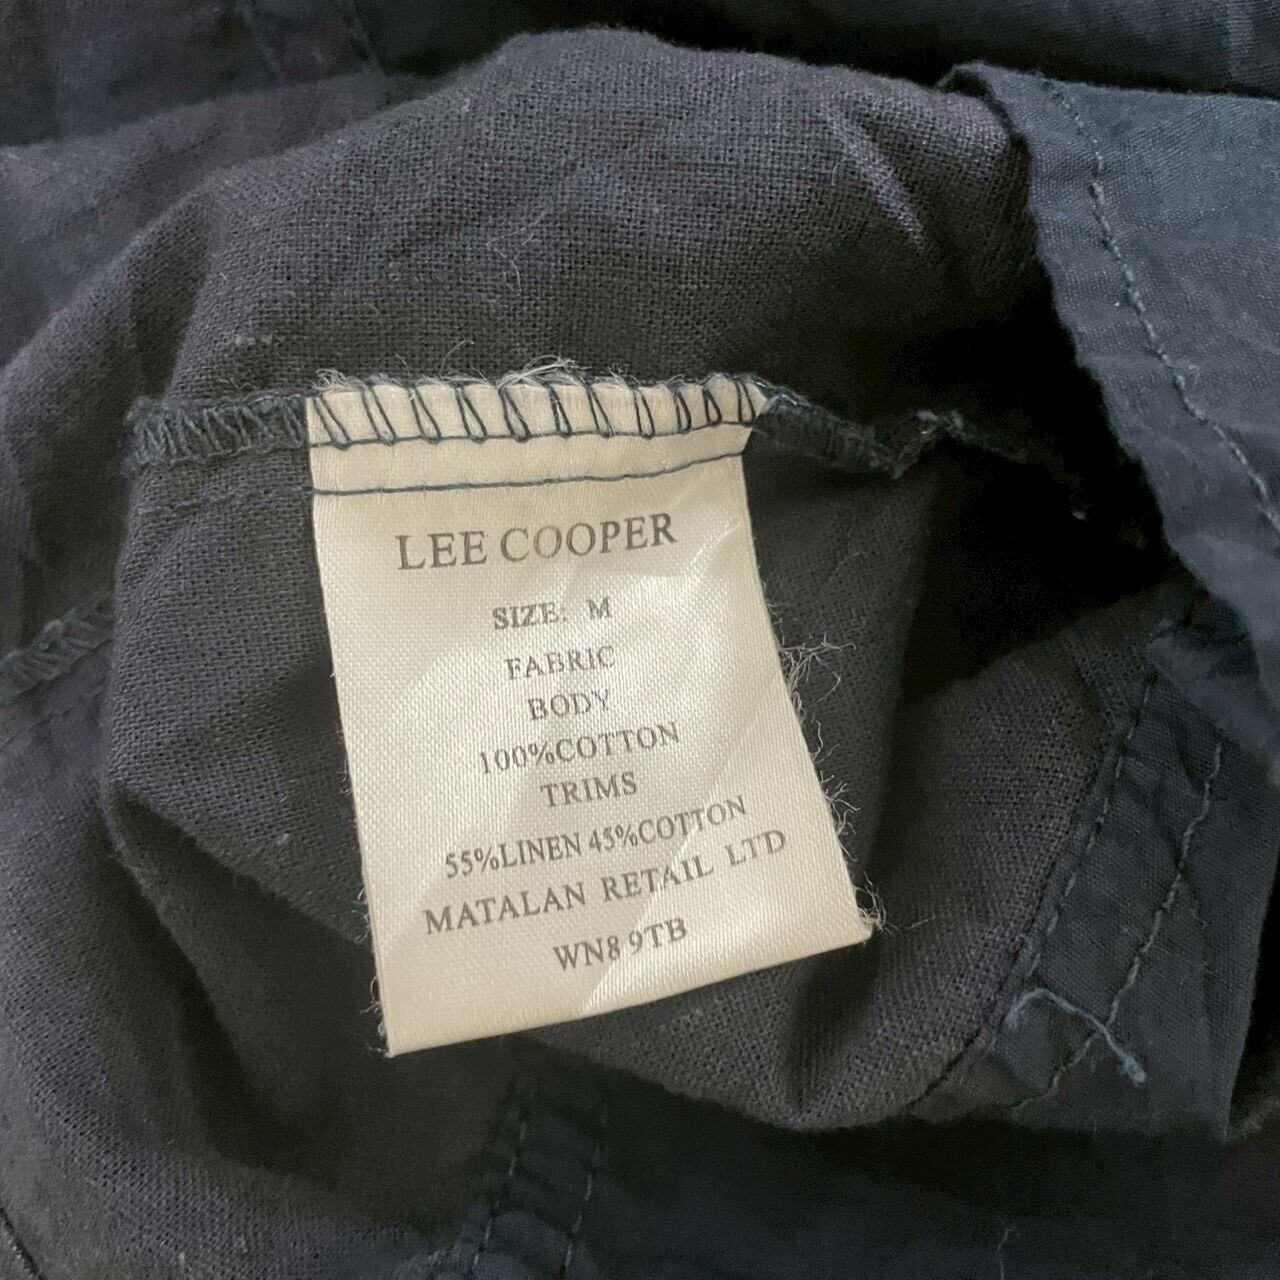 LEE COOPER
SIZE: M
FABRIC
BODY
100%COTTON
TRIMS
55%LINEN 45%COTTON
MATALAN RETAIL LTD
WN8 9TB